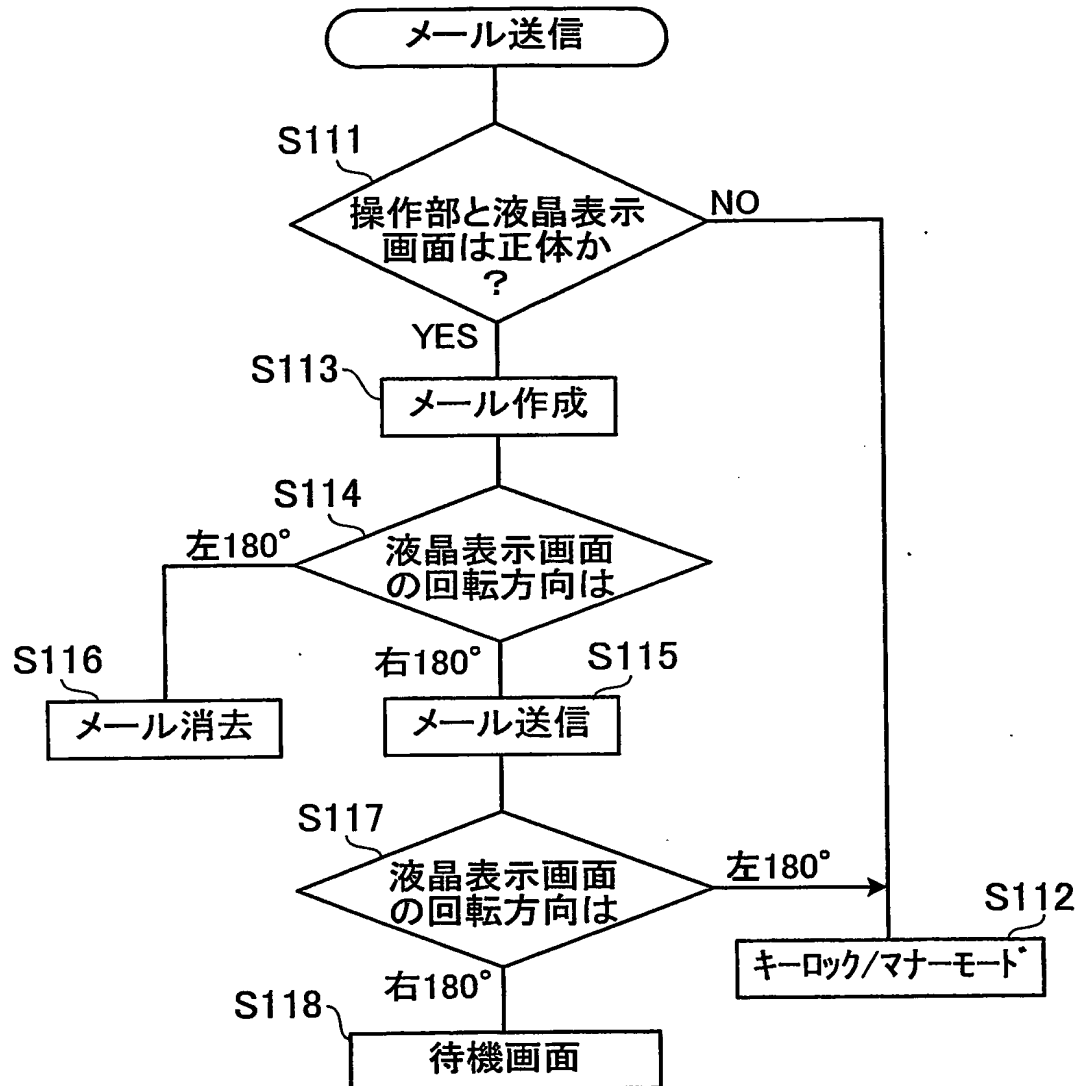 メール送信
S111
操作部と液晶表示
画面は正体か
?
NO
YES
S113
メール作成
S114
左180°
液晶表示画面
の回転方向は
右180°
S116
メール消去
S115
メール送信
S117
液晶表示画面
の回転方向は
左180°
S112
キーロック/マナーモード
右180°
S118
待機画面